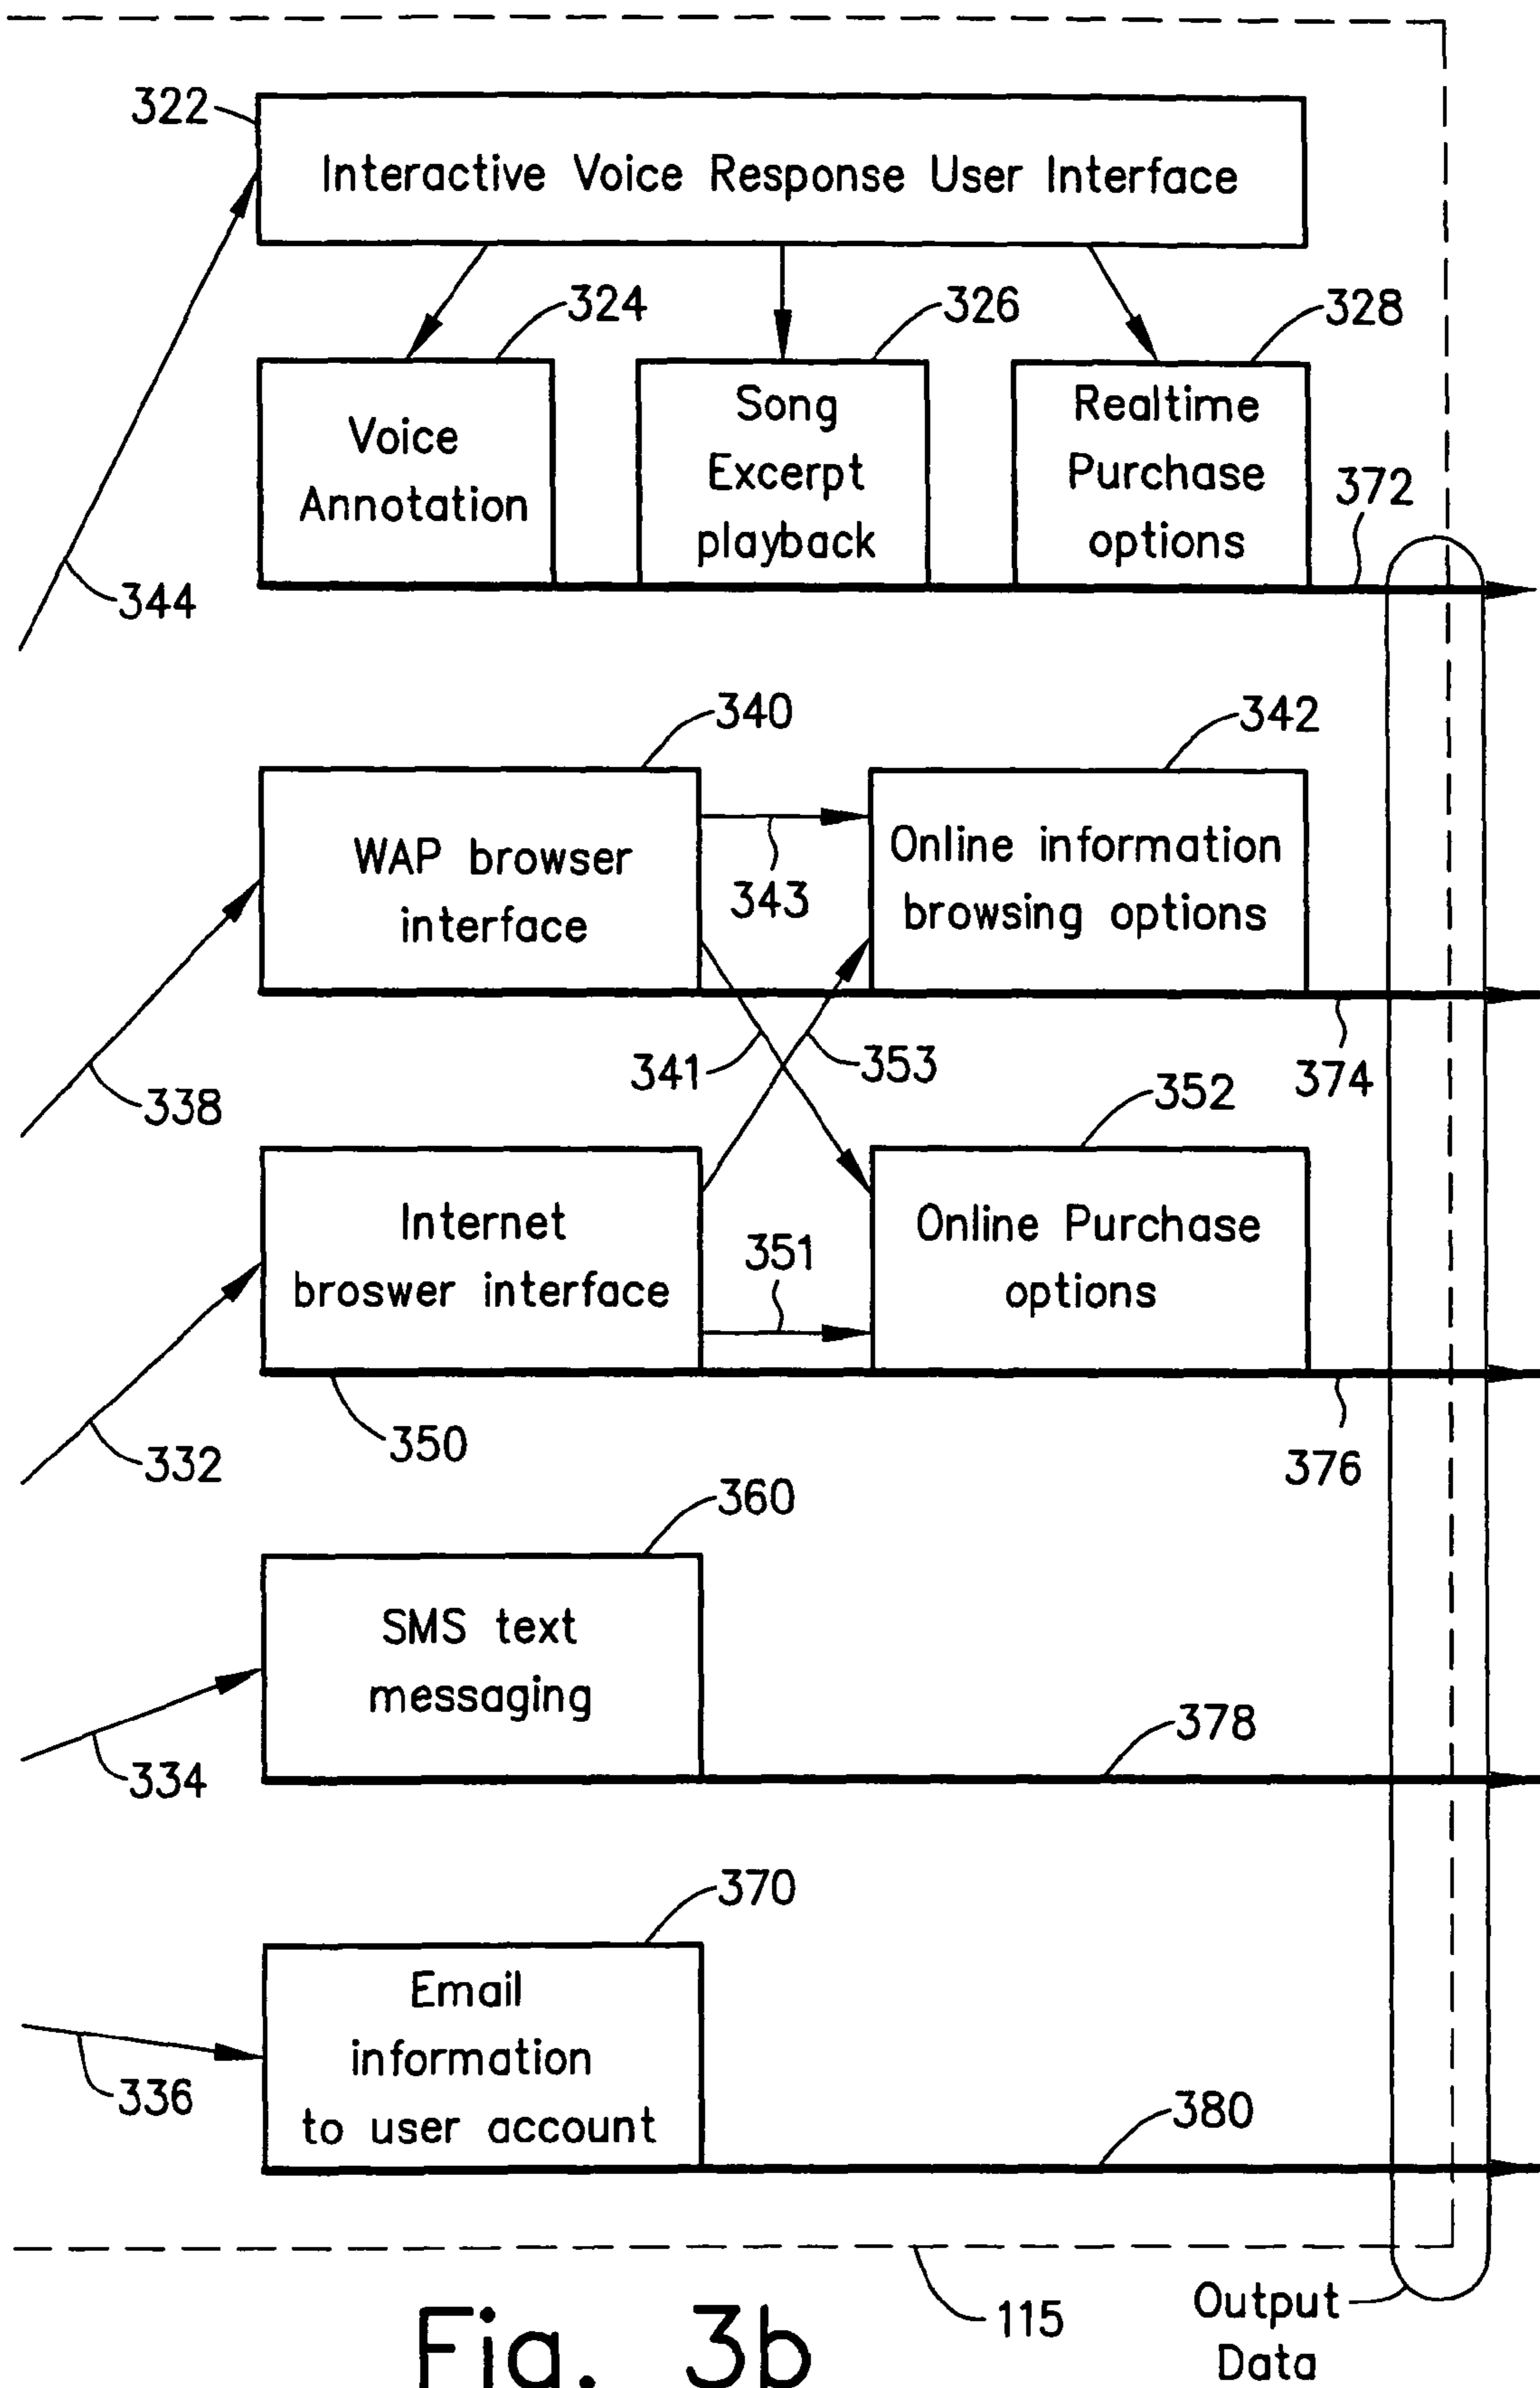 322
Interactive Voice Response User Interface
324
326
328
Voice
Annotation
Song
Excerpt
playback
Realtime
Purchase
options
372
344
340
342
WAP browser
interface
343
Online information
browsing options
341
353
374
338
352
Internet
broswer interface
351
Online Purchase
options
332
350
376
360
SMS text
messaging
378
334
370
Email
information
to user account
336
380
115
Output
Data
Fig. 3b